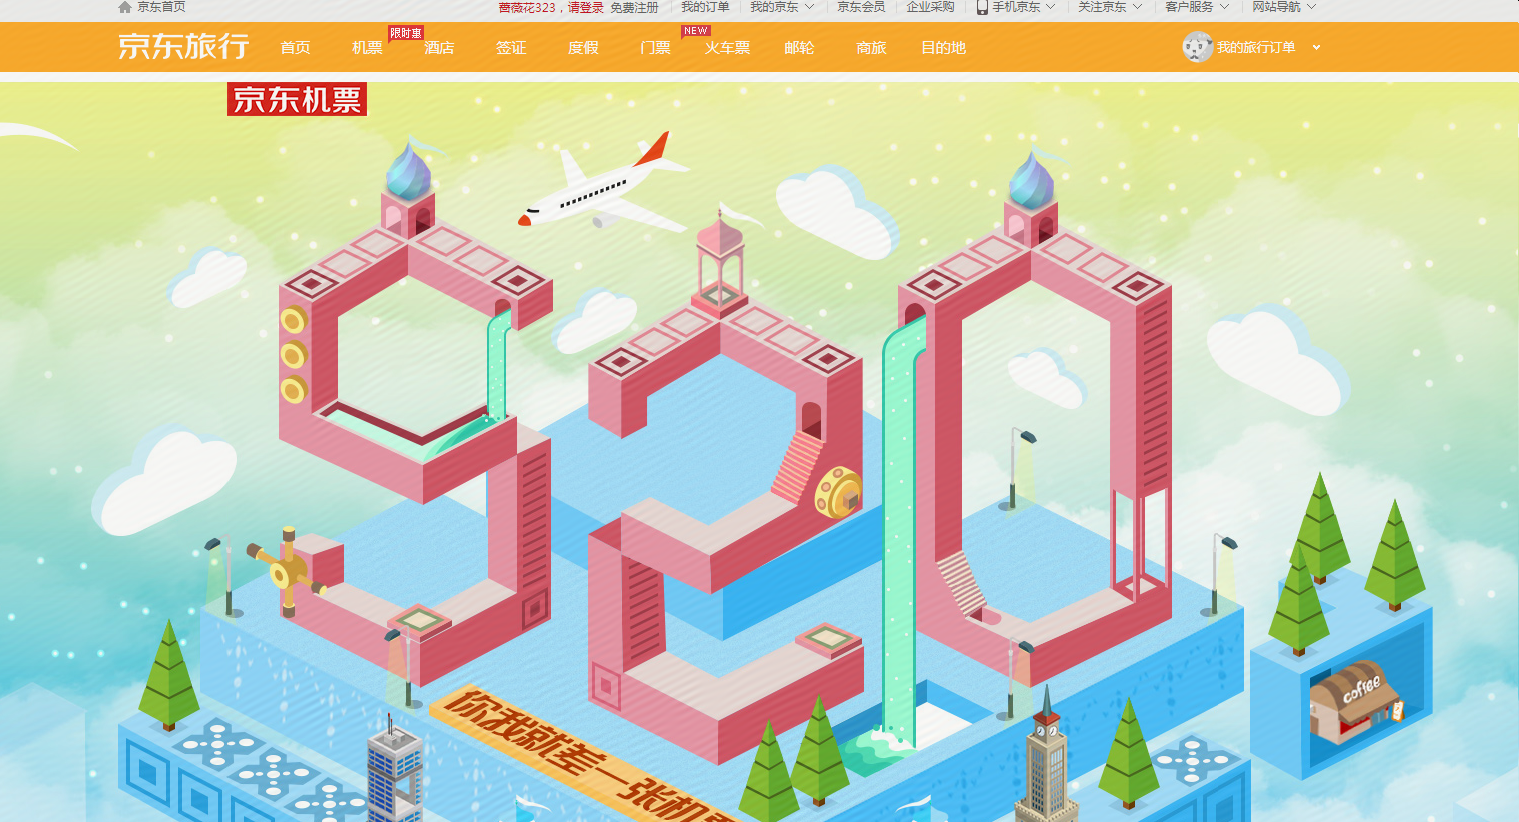 京东首页 蔷薇花323，请登录 免费注册 我的订单 我的京东 京东会员 企业采购 手机京东 关注京东 客户服务 网站导航
限时惠 NEW
京东旅行 首页 机票 酒店 签证 度假 门票 火车票 邮轮 商旅 目的地 我的旅行订单
京东机票
520
coffee
你我就差一张机票